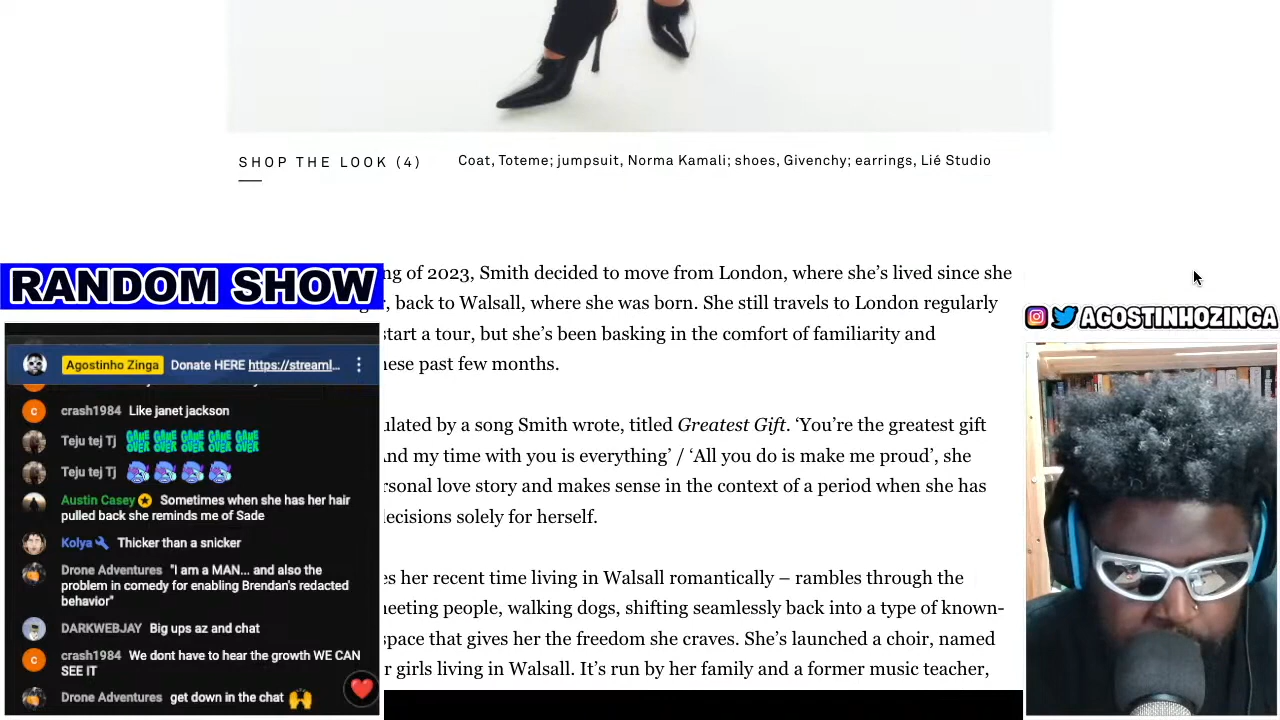 SHOP THE LOOK (4)
Coat, Toteme; jumpsuit, Norma Kamali; shoes, Givenchy; earrings, Lié Studio
RANDOM SHOW
of 2023, Smith decided to move from London, where she’s lived since she
back to Walsall, where she was born. She still travels to London regularly
start a tour, but she’s been basking in the comfort of familiarity and
past few months.
by a song Smith wrote, titled Greatest Gift. ‘You’re the greatest gift
my time with you is everything’ / ‘All you do is make me proud’, she
love story and makes sense in the context of a period when she has
solely for herself.
her recent time living in Walsall romantically – rambles through the
people, walking dogs, shifting seamlessly back into a type of known-
space that gives her the freedom she craves. She’s launched a choir, named
girls living in Walsall. It’s run by her family and a former music teacher,
Agostinho Zinga Donate HERE https://streaml...
crash1984 Like janet jackson
Teju tej Tj GAME OVER GAME OVER GAME OVER GAME OVER GAME OVER
Teju tej Tj
Austin Casey Sometimes when she has her hair
pulled back she reminds me of Sade
Kolya Thicker than a snicker
Drone Adventures "I am a MAN... and also the
problem in comedy for enabling Brendan's redacted
behavior"
DARKWEBJAY Big ups az and chat
crash1984 We dont have to hear the growth WE CAN
SEE IT
Drone Adventures get down in the chat
AGOSTINHOZINGA